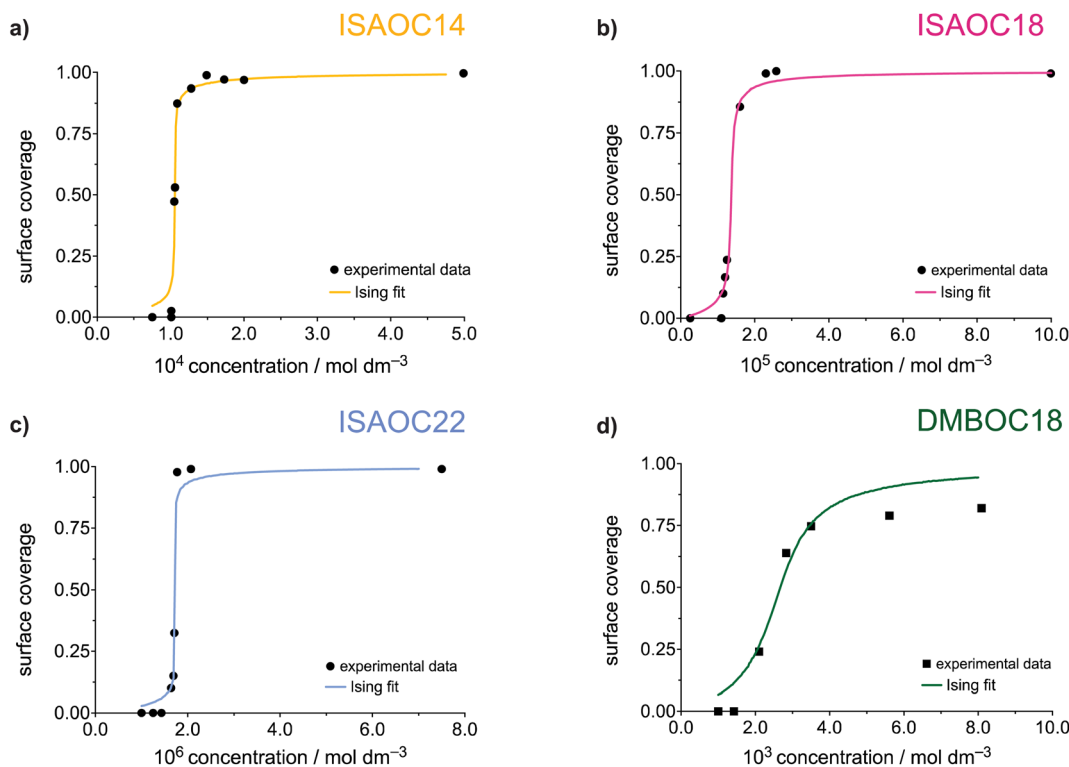 a) ISAOC14
1.00
0.75
0.50
0.25
0.00
surface coverage
experimental data
Ising fit
0.0 1.0 2.0 3.0 4.0 5.0
10⁴ concentration / mol dm⁻³
b) ISAOC18
1.00
0.75
0.50
0.25
0.00
surface coverage
experimental data
Ising fit
0.0 2.0 4.0 6.0 8.0 10.0
10⁵ concentration / mol dm⁻³
c) ISAOC22
1.00
0.75
0.50
0.25
0.00
surface coverage
experimental data
Ising fit
0.0 2.0 4.0 6.0 8.0
10⁶ concentration / mol dm⁻³
d) DMBOC18
1.00
0.75
0.50
0.25
0.00
surface coverage
experimental data
Ising fit
0.0 2.0 4.0 6.0 8.0 10.0
10³ concentration / mol dm⁻³